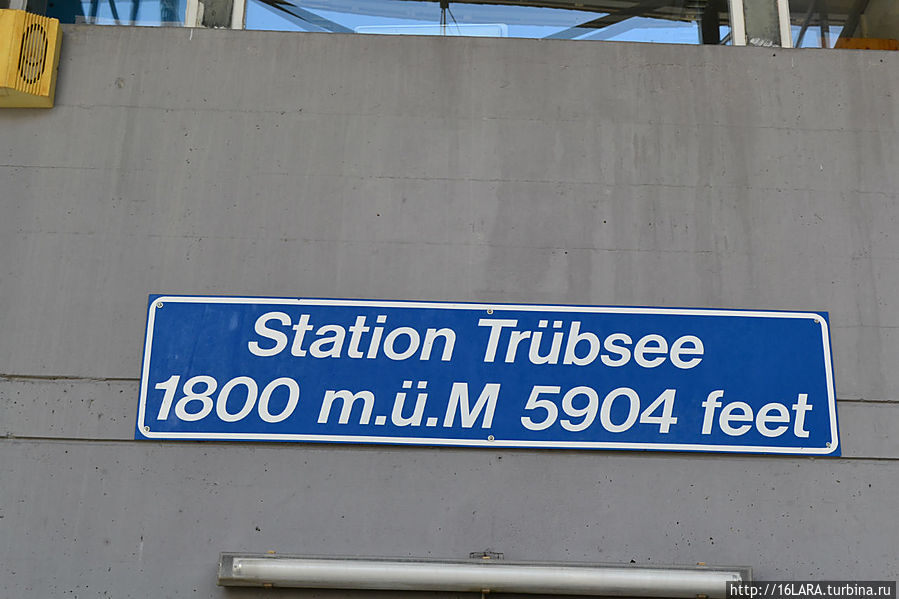 Station Trübsee
1800 m.ü.M 5904 feet
http://16LARA.turbina.ru